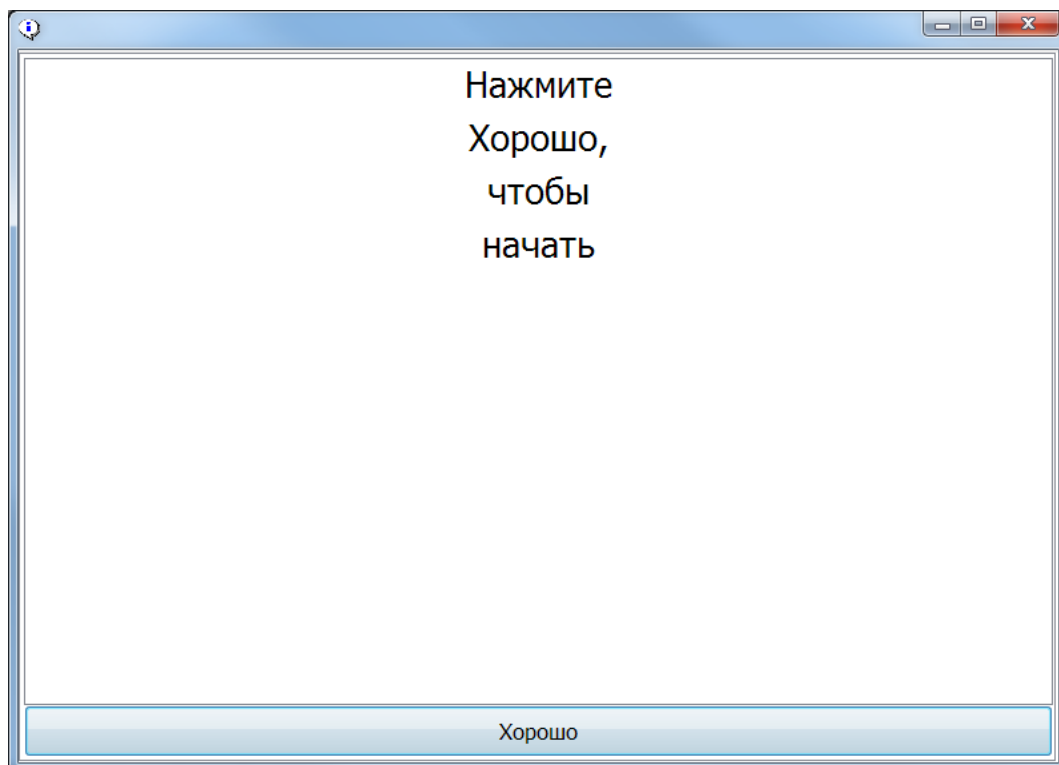 Нажмите
Хорошо,
чтобы
начать
Хорошо